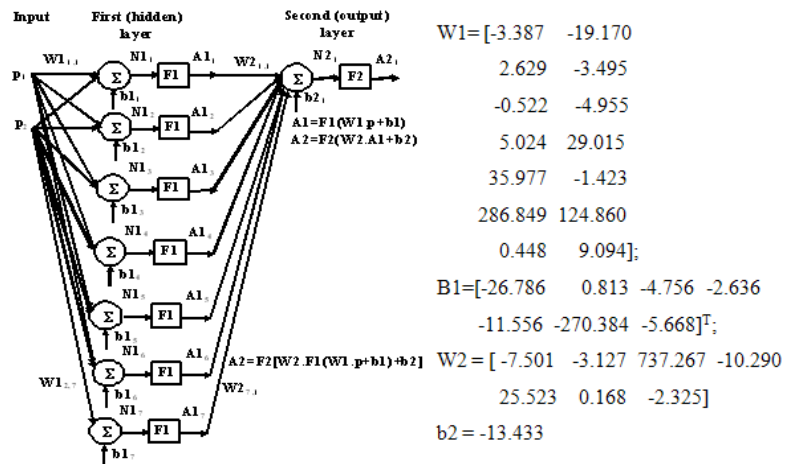 Input
First (hidden)
layer
Second (output)
layer
W1₁,₁ N1₁ A1₁ W2₁,₁ N2₁ A2₁
P₁ Σ F1 Σ F2
b1₁ b2₁
P₂ N1₂ A1₂
Σ F1
b1₂
A1=F1(W1.p+b1)
A2=F2(W2.A1+b2)
N1₃ A1₃
Σ F1
b1₃
N1₄ A1₄
Σ F1
b1₄
N1₅ A1₅
Σ F1
b1₅
N1₆ A1₆
Σ F1
b1₆
A2=F2[W2.F1(W1.p+b1)+b2]
W1₂,₇ N1₇ A1₇ W2₇,₁
Σ F1
b1₇
W1= [-3.387 -19.170
2.629 -3.495
-0.522 -4.955
5.024 29.015
35.977 -1.423
286.849 124.860
0.448 9.094];
B1=[-26.786 0.813 -4.756 -2.636
-11.556 -270.384 -5.668]ᵀ;
W2 = [ -7.501 -3.127 737.267 -10.290
25.523 0.168 -2.325]
b2 = -13.433